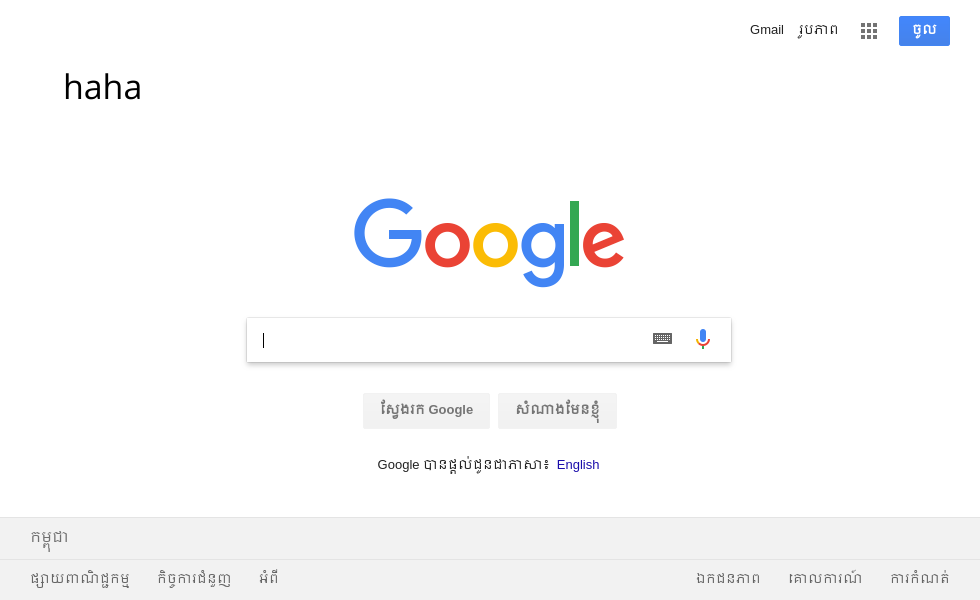 Gmail រូបភាព ចូល
haha
Google
ស្វែងរក Google សំណាងមែនខ្ញុំ
Google បានផ្ដល់ជូនជាភាសា៖ English
កម្ពុជា
ផ្សាយពាណិជ្ជកម្ម កិច្ចការជំនួញ អំពី ឯកជនភាព គោលការណ៍ ការកំណត់